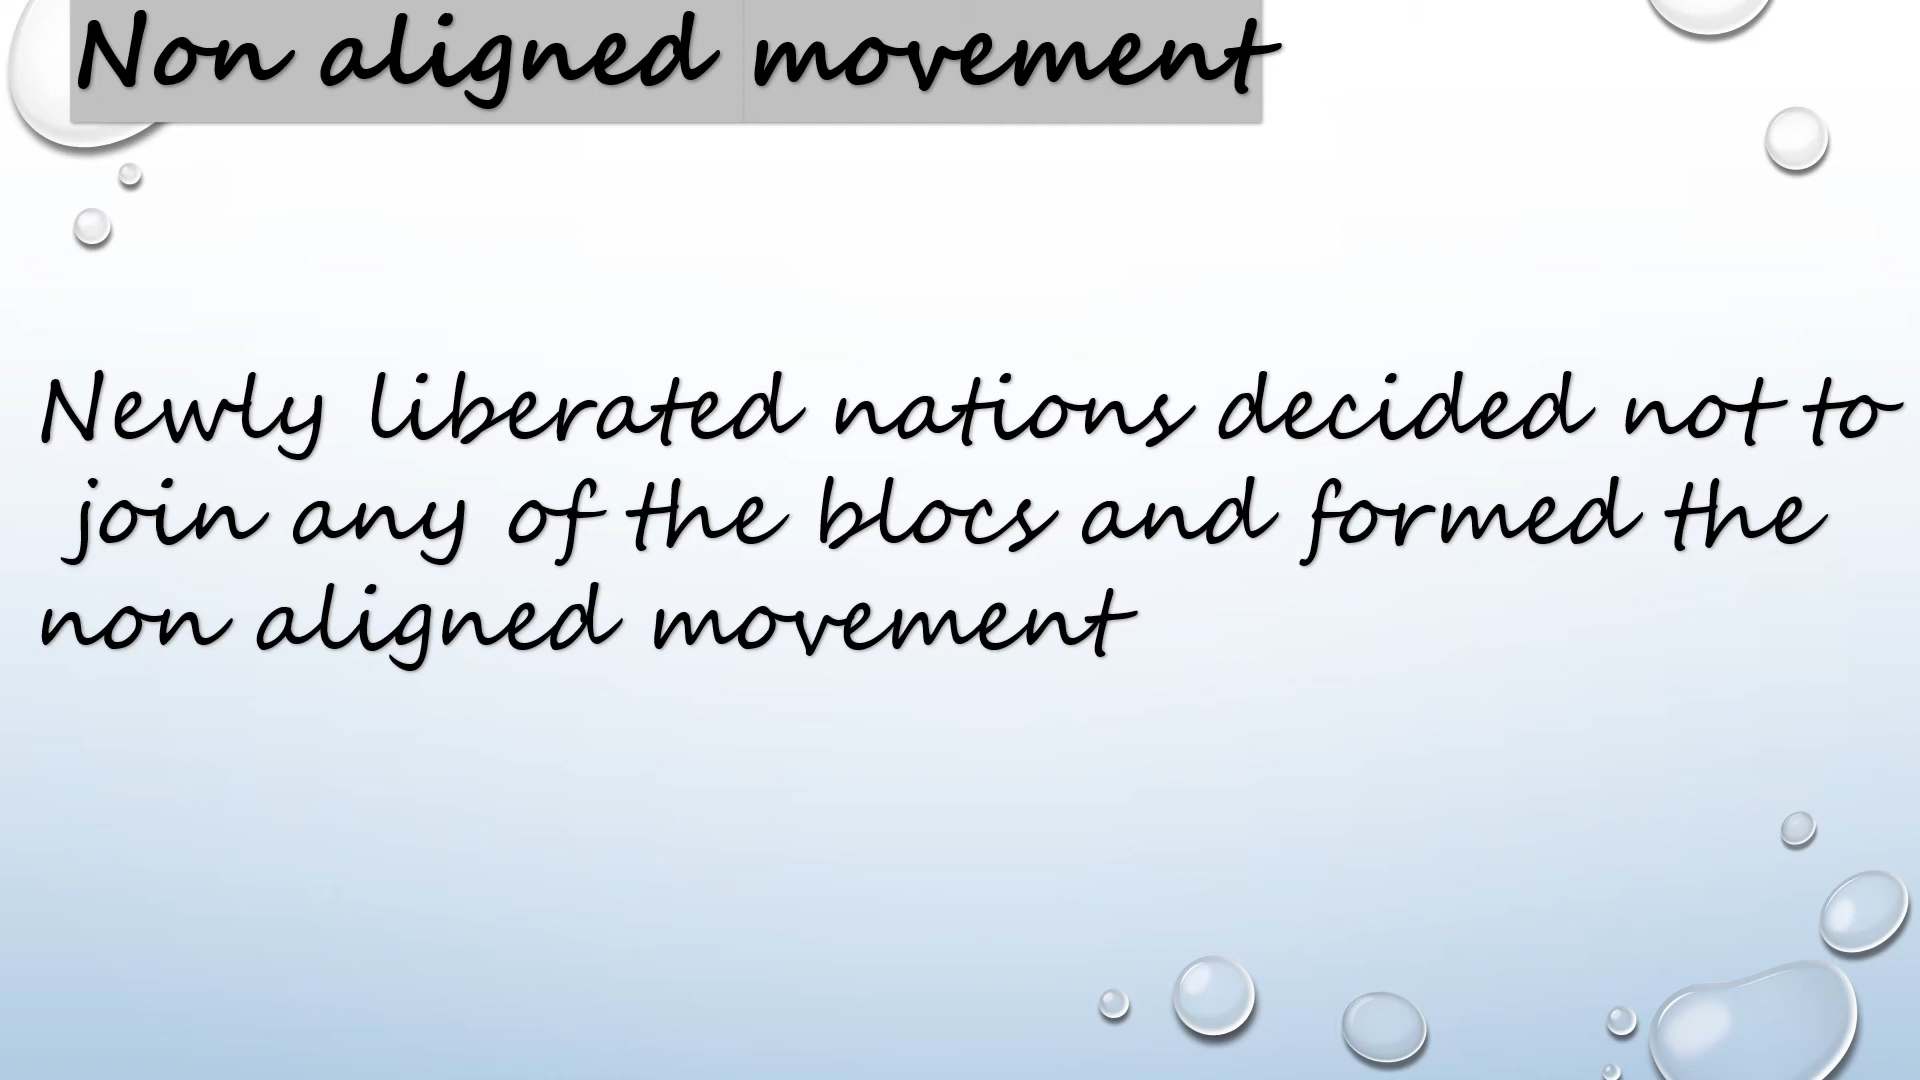 Non aligned movement
Newly liberated nations decided not to
join any of the blocs and formed the
non aligned movement